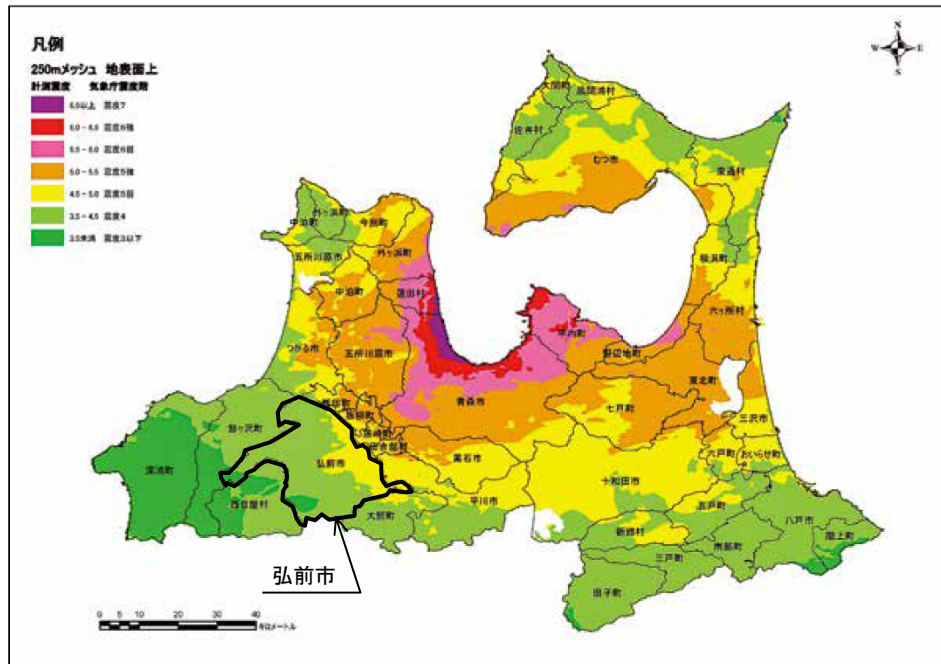 凡例
250mメッシュ 地表面上
計測震度 気象庁震度階
6.5以上 震度7
6.0 - 6.5 震度6強
5.5 - 6.0 震度6弱
5.0 - 5.5 震度5強
4.5 - 5.0 震度5弱
3.5 - 4.5 震度4
3.5未満 震度3以下
N
W E
S
大間町
風間浦村
佐井村
むつ市
東通村
外ヶ浜町
中泊町
今別町
五所川原市
外ヶ浜町
横浜町
中泊町
蓬田村
六ヶ所村
平内町
つがる市
五所川原市
野辺地町
東北町
青森市
七戸町
板柳町
三沢市
鰺ヶ沢町
藤崎町
田舎館村
六戸町
おいらせ町
深浦町
弘前市
黒石市
十和田市
西目屋村
平川市
五戸町
大鰐町
新郷村
八戸市
南部町
階上町
三戸町
田子町
弘前市
0 5 10 20 30 40
キロメートル